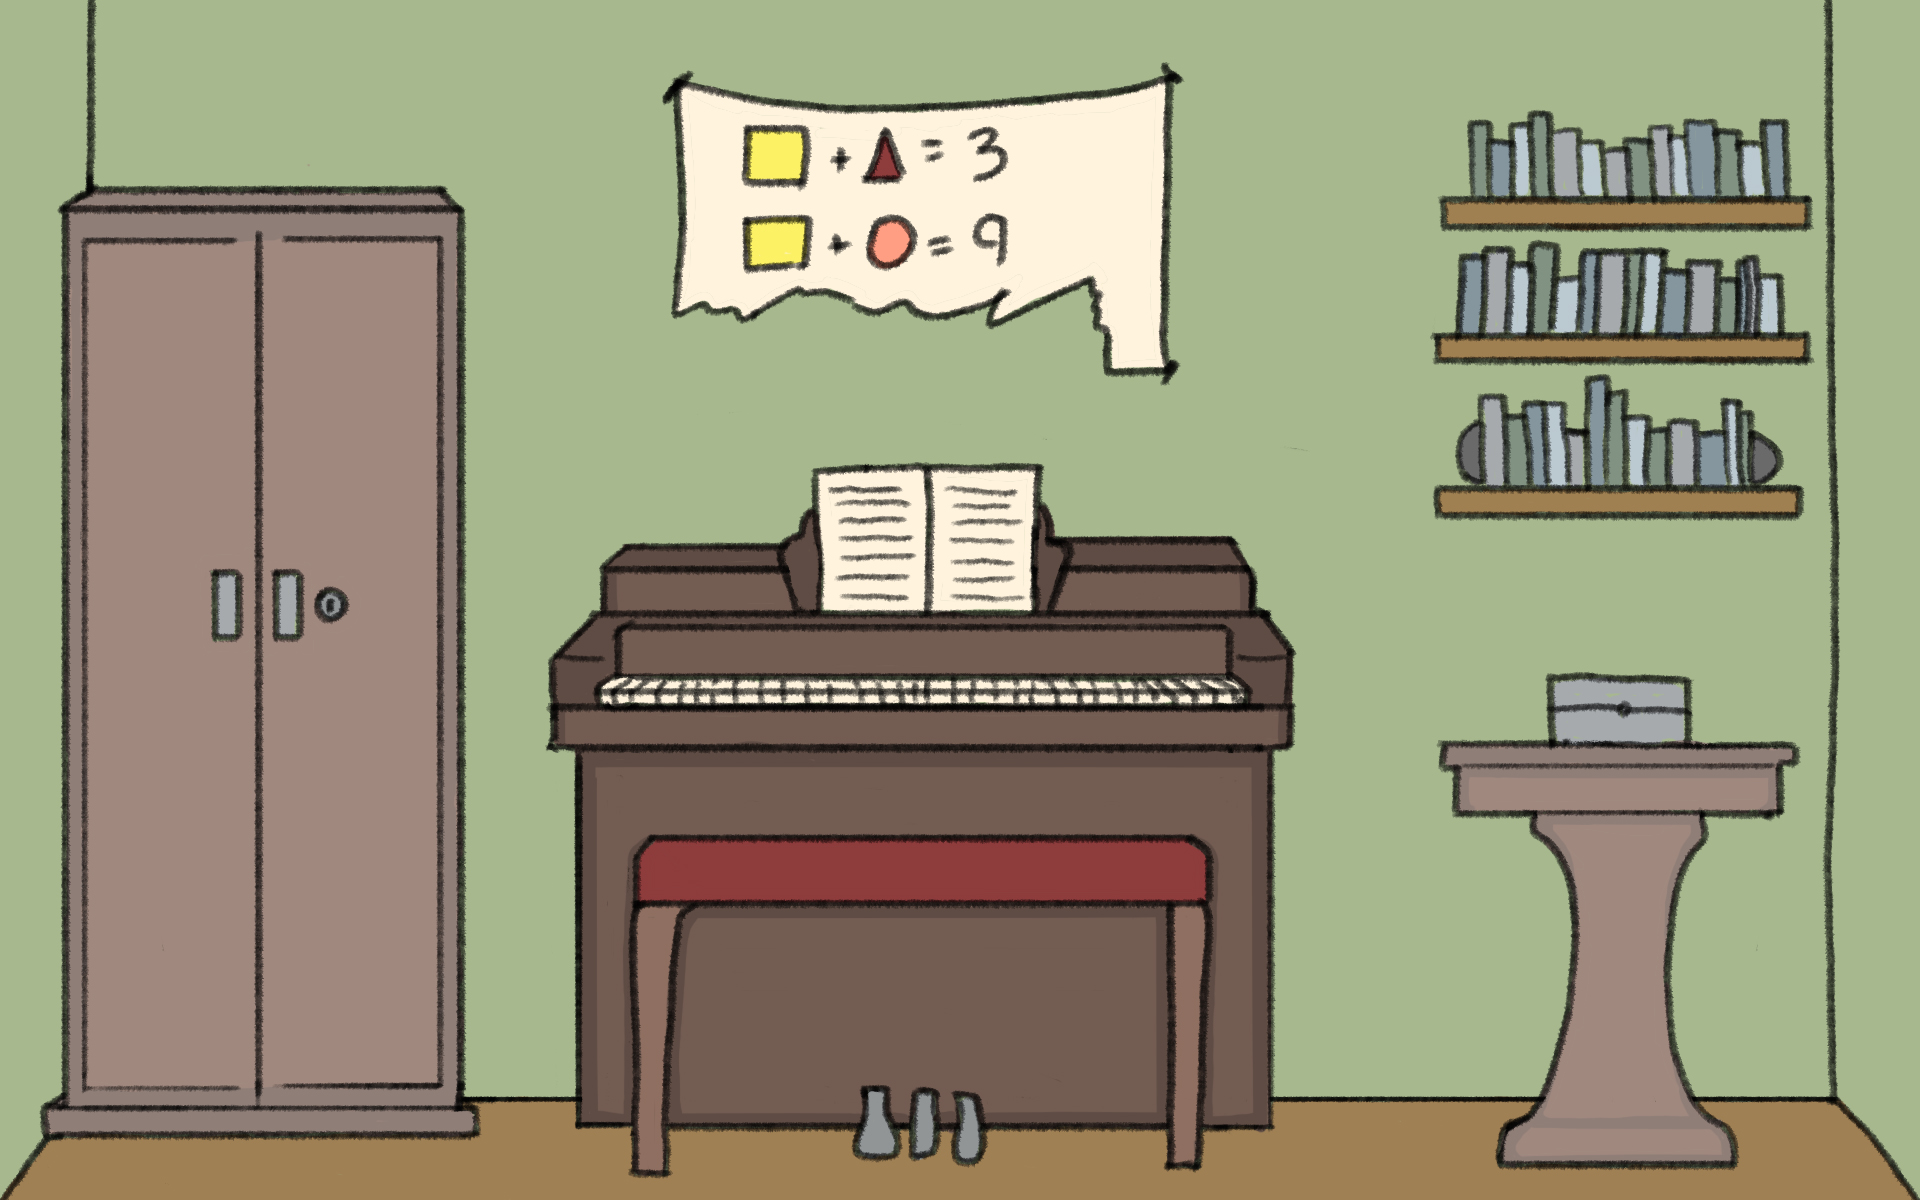 + = 3
+ = 9